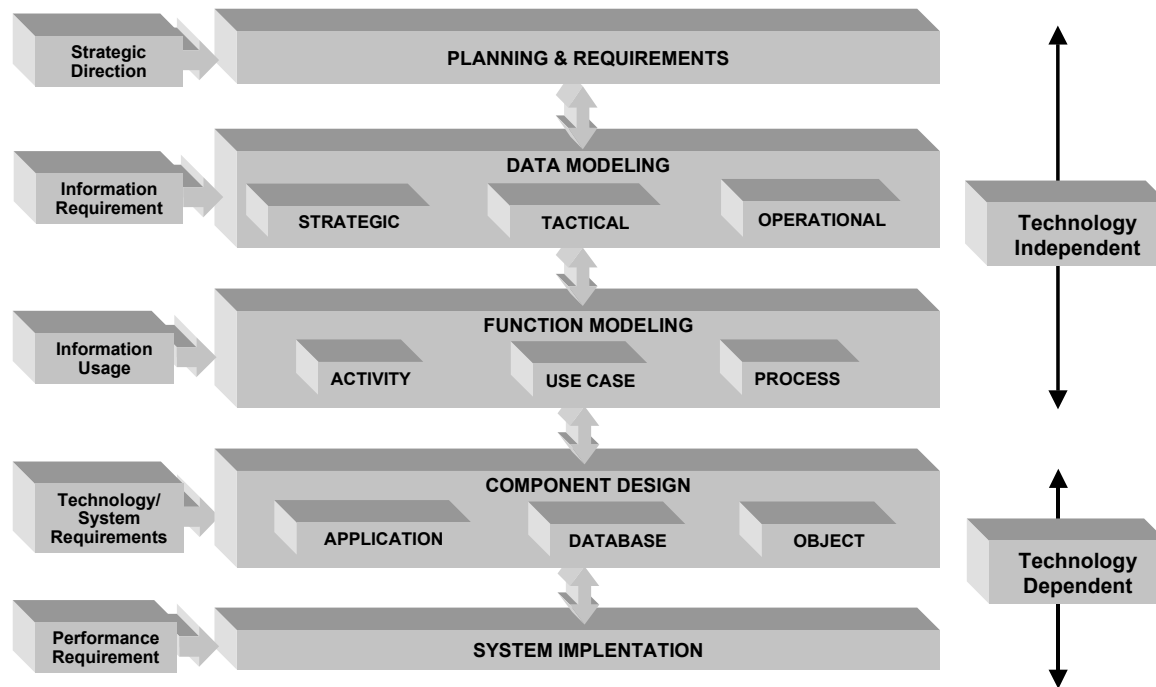 Strategic
Direction
PLANNING & REQUIREMENTS
Information
Requirement
DATA MODELING
STRATEGIC
TACTICAL
OPERATIONAL
Technology
Independent
Information
Usage
FUNCTION MODELING
ACTIVITY
USE CASE
PROCESS
Technology/
System
Requirements
COMPONENT DESIGN
APPLICATION
DATABASE
OBJECT
Technology
Dependent
Performance
Requirement
SYSTEM IMPLENTATION